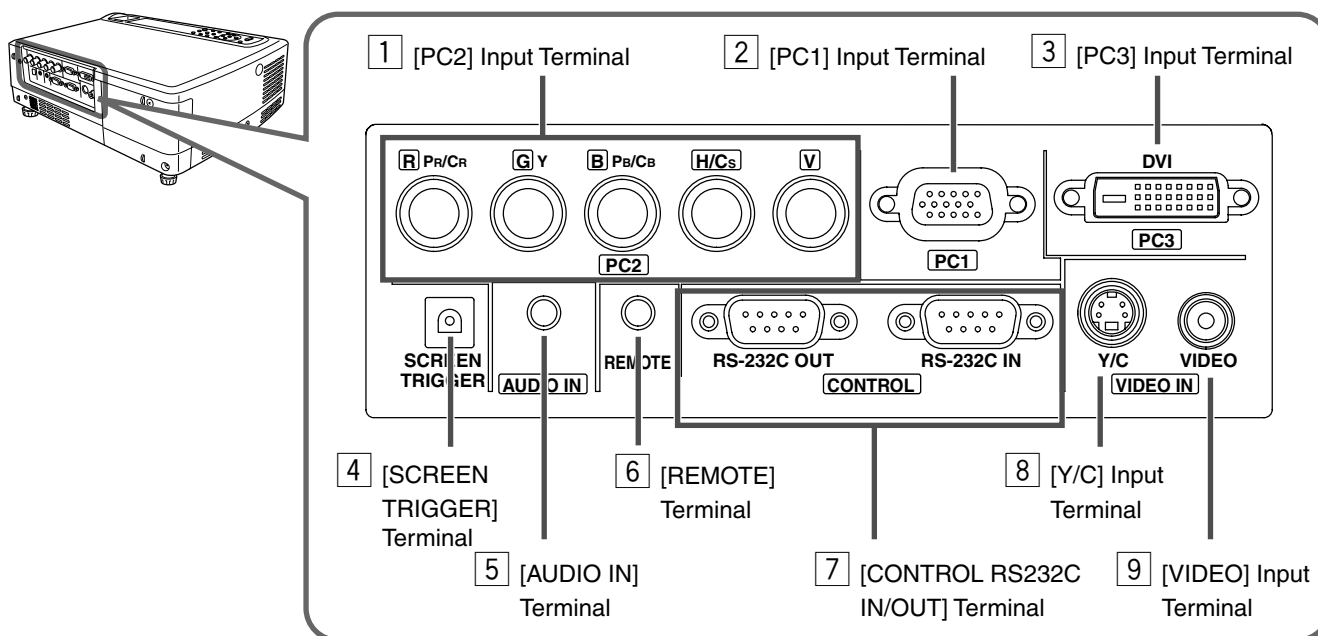 1 [PC2] Input Terminal
2 [PC1] Input Terminal
3 [PC3] Input Terminal
R PR/CR
G Y
B PB/CB
H/CS
V
DVI
PC2
PC1
PC3
SCREEN
TRIGGER
AUDIO IN
REMOTE
RS-232C OUT
RS-232C IN
CONTROL
Y/C
VIDEO
VIDEO IN
4 [SCREEN
TRIGGER]
Terminal
5 [AUDIO IN]
Terminal
6 [REMOTE]
Terminal
7 [CONTROL RS232C
IN/OUT] Terminal
8 [Y/C] Input
Terminal
9 [VIDEO] Input
Terminal